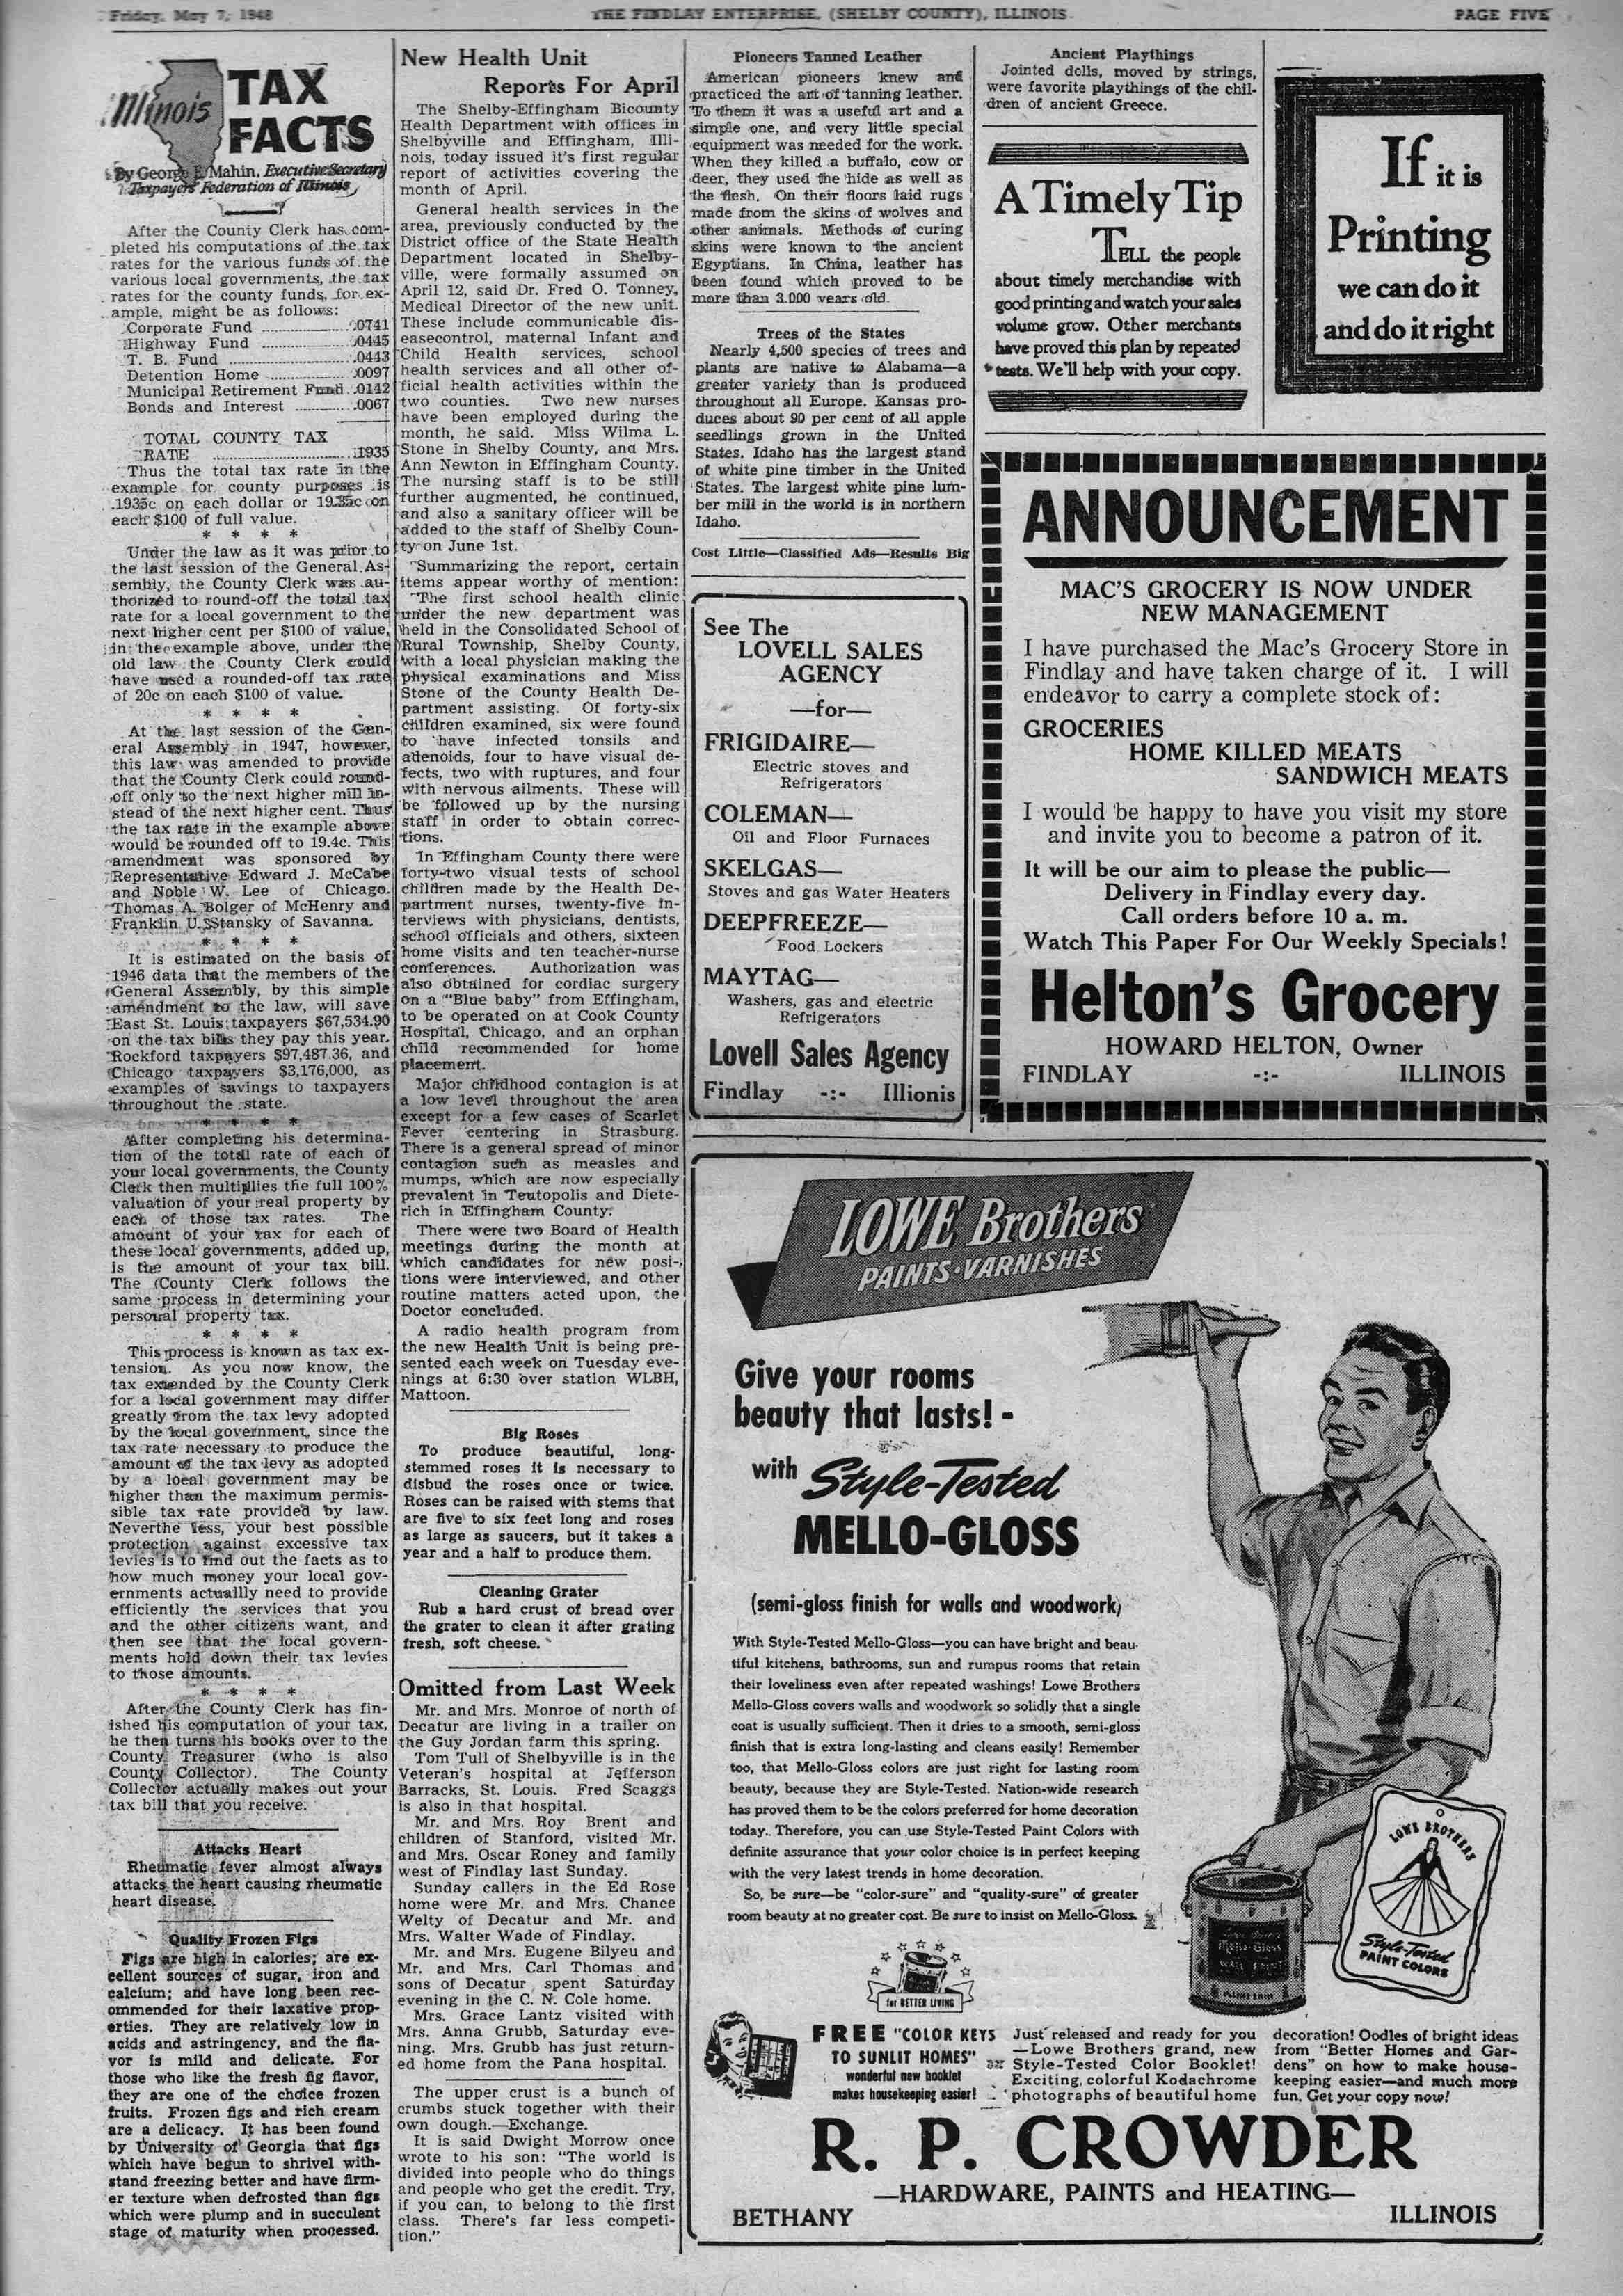 Friday, May 7, 1948
THE FINDLAY ENTERPRISE, (SHELBY COUNTY), ILLINOIS
PAGE FIVE
Illinois
TAX
FACTS
By George E. Mahin, Executive Secretary
Taxpayers' Federation of Illinois
After the County Clerk has com-
pleted his computations of the tax
rates for the various funds of the
various local governments, the tax
rates for the county funds, for ex-
ample, might be as follows:
Corporate Fund .0741
Highway Fund .0445
T. B. Fund .0443
Detention Home .0097
Municipal Retirement Fund .0142
Bonds and Interest .0067
TOTAL COUNTY TAX
RATE .1935
Thus the total tax rate in the
example for county purposes is
.1935c on each dollar or 19.35c on
each $100 of full value.
* * * *
Under the law as it was prior to
the last session of the General As-
sembly, the County Clerk was au-
thorized to round-off the total tax
rate for a local government to the
next higher cent per $100 of value,
in the example above, under the
old law the County Clerk could
have used a rounded-off tax rate
of 20c on each $100 of value.
* * * *
At the last session of the Gen-
eral Assembly in 1947, however,
this law was amended to provide
that the County Clerk could round-
off only to the next higher mill in-
stead of the next higher cent. Thus
the tax rate in the example above
would be rounded off to 19.4c. This
amendment was sponsored by
Representative Edward J. McCabe
and Noble W. Lee of Chicago.
Thomas A. Bolger of McHenry and
Franklin U. Stansky of Savanna.
* * * *
It is estimated on the basis of
1946 data that the members of the
General Assembly, by this simple
amendment to the law, will save
East St. Louis taxpayers $67,534.90
on the tax bills they pay this year.
Rockford taxpayers $97,487.36, and
Chicago taxpayers $3,176,000, as
examples of savings to taxpayers
throughout the state.
* * * *
After completing his determina-
tion of the total rate of each of
your local governments, the County
Clerk then multiplies the full 100%
valuation of your real property by
each of those tax rates. The
amount of your tax for each of
these local governments, added up,
is the amount of your tax bill.
The County Clerk follows the
same process in determining your
personal property tax.
* * * *
This process is known as tax ex-
tension. As you now know, the
tax extended by the County Clerk
for a local government may differ
greatly from the tax levy adopted
by the local government, since the
tax rate necessary to produce the
amount of the tax levy as adopted
by a local government may be
higher than the maximum permis-
sible tax rate provided by law.
Neverthe less, your best possible
protection against excessive tax
levies is to find out the facts as to
how much money your local gov-
ernments actuallly need to provide
efficiently the services that you
and the other citizens want, and
then see that the local govern-
ments hold down their tax levies
to those amounts.
* * * *
After the County Clerk has fin-
ished his computation of your tax,
he then turns his books over to the
County Treasurer (who is also
County Collector). The County
Collector actually makes out your
tax bill that you receive.
Attacks Heart
Rheumatic fever almost always
attacks the heart causing rheumatic
heart disease.
Quality Frozen Figs
Figs are high in calories; are ex-
cellent sources of sugar, iron and
calcium; and have long been rec-
ommended for their laxative prop-
erties. They are relatively low in
acids and astringency, and the fla-
vor is mild and delicate. For
those who like the fresh fig flavor,
they are one of the choice frozen
fruits. Frozen figs and rich cream
are a delicacy. It has been found
by University of Georgia that figs
which have begun to shrivel with-
stand freezing better and have firm-
er texture when defrosted than figs
which were plump and in succulent
stage of maturity when processed.
New Health Unit
Reports For April
The Shelby-Effingham Bicounty
Health Department with offices in
Shelbyville and Effingham, Illi-
nois, today issued it's first regular
report of activities covering the
month of April.
General health services in the
area, previously conducted by the
District office of the State Health
Department located in Shelby-
ville, were formally assumed on
April 12, said Dr. Fred O. Tonney,
Medical Director of the new unit.
These include communicable dis-
easecontrol, maternal Infant and
Child Health services, school
health services and all other of-
ficial health activities within the
two counties. Two new nurses
have been employed during the
month, he said. Miss Wilma L.
Stone in Shelby County, and Mrs.
Ann Newton in Effingham County.
The nursing staff is to be still
further augmented, he continued,
and also a sanitary officer will be
added to the staff of Shelby Coun-
ty on June 1st.
"Summarizing the report, certain
items appear worthy of mention:
"The first school health clinic
under the new department was
held in the Consolidated School of
Rural Township, Shelby County,
with a local physician making the
physical examinations and Miss
Stone of the County Health De-
partment assisting. Of forty-six
children examined, six were found
to have infected tonsils and
adenoids, four to have visual de-
fects, two with ruptures, and four
with nervous ailments. These will
be followed up by the nursing
staff in order to obtain correc-
tions.
In Effingham County there were
forty-two visual tests of school
children made by the Health De-
partment nurses, twenty-five in-
terviews with physicians, dentists,
school officials and others, sixteen
home visits and ten teacher-nurse
conferences. Authorization was
also obtained for cordiac surgery
on a "Blue baby" from Effingham,
to be operated on at Cook County
Hospital, Chicago, and an orphan
child recommended for home
placement.
Major childhood contagion is at
a low level throughout the area
except for a few cases of Scarlet
Fever centering in Strasburg.
There is a general spread of minor
contagion such as measles and
mumps, which are now especially
prevalent in Teutopolis and Diete-
rich in Effingham County.
There were two Board of Health
meetings during the month at
which candidates for new posi-
tions were interviewed, and other
routine matters acted upon, the
Doctor concluded.
A radio health program from
the new Health Unit is being pre-
sented each week on Tuesday eve-
nings at 6:30 over station WLBH,
Mattoon.
Big Roses
To produce beautiful, long-
stemmed roses it is necessary to
disbud the roses once or twice.
Roses can be raised with stems that
are five to six feet long and roses
as large as saucers, but it takes a
year and a half to produce them.
Cleaning Grater
Rub a hard crust of bread over
the grater to clean it after grating
fresh, soft cheese.
Omitted from Last Week
Mr. and Mrs. Monroe of north of
Decatur are living in a trailer on
the Guy Jordan farm this spring.
Tom Tull of Shelbyville is in the
Veteran's hospital at Jefferson
Barracks, St. Louis. Fred Scaggs
is also in that hospital.
Mr. and Mrs. Roy Brent and
children of Stanford, visited Mr.
and Mrs. Oscar Roney and family
west of Findlay last Sunday.
Sunday callers in the Ed Rose
home were Mr. and Mrs. Chance
Welty of Decatur and Mr. and
Mrs. Walter Wade of Findlay.
Mr. and Mrs. Eugene Bilyeu and
Mr. and Mrs. Carl Thomas and
sons of Decatur spent Saturday
evening in the C. N. Cole home.
Mrs. Grace Lantz visited with
Mrs. Anna Grubb, Saturday eve-
ning. Mrs. Grubb has just return-
ed home from the Pana hospital.
The upper crust is a bunch of
crumbs stuck together with their
own dough.—Exchange.
It is said Dwight Morrow once
wrote to his son: "The world is
divided into people who do things
and people who get the credit. Try,
if you can, to belong to the first
class. There's far less competi-
tion."
Pioneers Tanned Leather
American pioneers knew and
practiced the art of tanning leather.
To them it was a useful art and a
simple one, and very little special
equipment was needed for the work.
When they killed a buffalo, cow or
deer, they used the hide as well as
the flesh. On their floors laid rugs
made from the skins of wolves and
other animals. Methods of curing
skins were known to the ancient
Egyptians. In China, leather has
been found which proved to be
more than 3.000 years old.
Trees of the States
Nearly 4,500 species of trees and
plants are native to Alabama—a
greater variety than is produced
throughout all Europe. Kansas pro-
duces about 90 per cent of all apple
seedlings grown in the United
States. Idaho has the largest stand
of white pine timber in the United
States. The largest white pine lum-
ber mill in the world is in northern
Idaho.
Cost Little—Classified Ads—Results Big
See The
LOVELL SALES
AGENCY
—for—
FRIGIDAIRE—
Electric stoves and
Refrigerators
COLEMAN—
Oil and Floor Furnaces
SKELGAS—
Stoves and gas Water Heaters
DEEPFREEZE—
Food Lockers
MAYTAG—
Washers, gas and electric
Refrigerators
Lovell Sales Agency
Findlay -:- Illionis
Ancient Playthings
Jointed dolls, moved by strings,
were favorite playthings of the chil-
dren of ancient Greece.
A Timely Tip
TELL the people
about timely merchandise with
good printing and watch your sales
volume grow. Other merchants
have proved this plan by repeated
tests. We'll help with your copy.
If it is
Printing
we can do it
and do it right
ANNOUNCEMENT
MAC'S GROCERY IS NOW UNDER
NEW MANAGEMENT
I have purchased the Mac's Grocery Store in
Findlay and have taken charge of it. I will
endeavor to carry a complete stock of:
GROCERIES
HOME KILLED MEATS
SANDWICH MEATS
I would be happy to have you visit my store
and invite you to become a patron of it.
It will be our aim to please the public—
Delivery in Findlay every day.
Call orders before 10 a. m.
Watch This Paper For Our Weekly Specials!
Helton's Grocery
HOWARD HELTON, Owner
FINDLAY -:- ILLINOIS
LOWE Brothers
PAINTS·VARNISHES
Give your rooms
beauty that lasts! -
with Style-Tested
MELLO-GLOSS
(semi-gloss finish for walls and woodwork)
With Style-Tested Mello-Gloss—you can have bright and beau-
tiful kitchens, bathrooms, sun and rumpus rooms that retain
their loveliness even after repeated washings! Lowe Brothers
Mello-Gloss covers walls and woodwork so solidly that a single
coat is usually sufficient. Then it dries to a smooth, semi-gloss
finish that is extra long-lasting and cleans easily! Remember
too, that Mello-Gloss colors are just right for lasting room
beauty, because they are Style-Tested. Nation-wide research
has proved them to be the colors preferred for home decoration
today. Therefore, you can use Style-Tested Paint Colors with
definite assurance that your color choice is in perfect keeping
with the very latest trends in home decoration.
So, be sure—be "color-sure" and "quality-sure" of greater
room beauty at no greater cost. Be sure to insist on Mello-Gloss.
LOWE BROTHERS
Style-Tested
PAINT COLORS
Mello-Gloss
WALL PAINT
for BETTER LIVING
FREE "COLOR KEYS
TO SUNLIT HOMES"
wonderful new booklet
makes housekeeping easier!
Just released and ready for you
—Lowe Brothers grand, new
Style-Tested Color Booklet!
Exciting, colorful Kodachrome
photographs of beautiful home
decoration! Oodles of bright ideas
from "Better Homes and Gar-
dens" on how to make house-
keeping easier—and much more
fun. Get your copy now!
R. P. CROWDER
—HARDWARE, PAINTS and HEATING—
BETHANY
ILLINOIS